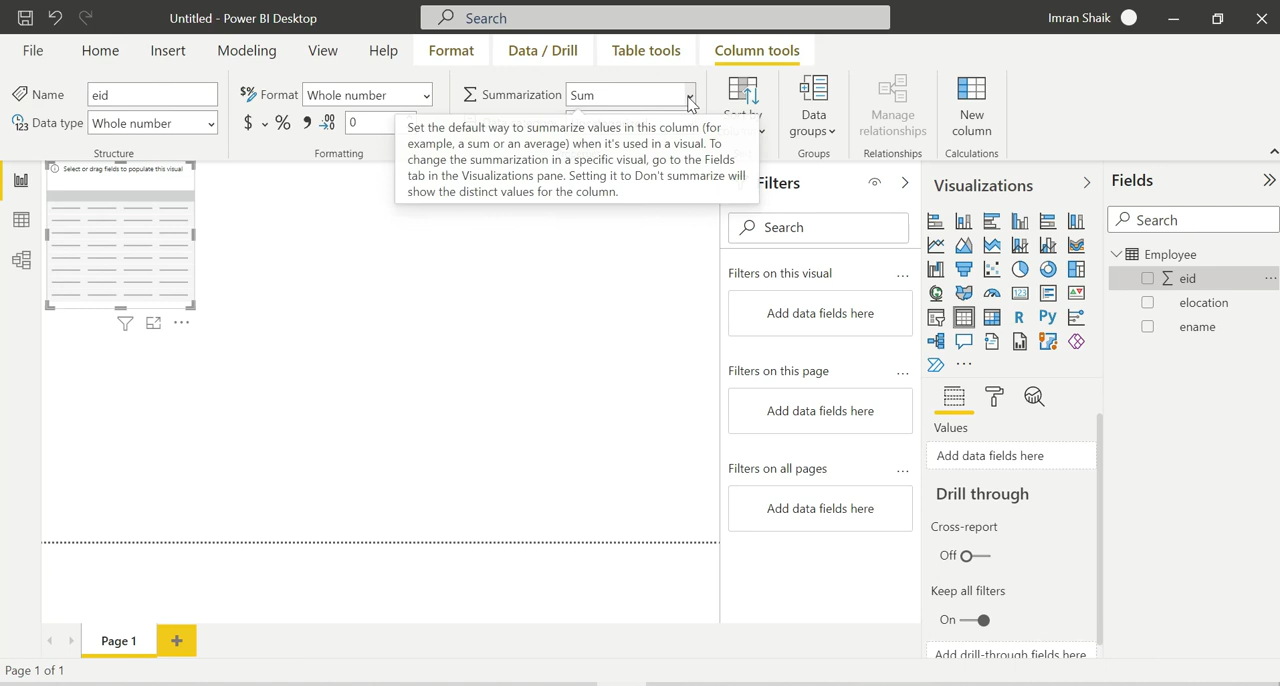 Untitled - Power BI Desktop
Search
Imran Shaik
File
Home
Insert
Modeling
View
Help
Format
Data / Drill
Table tools
Column tools
Name
eid
Data type
Whole number
Structure
Format
Whole number
$ % 9 0
Formatting
Summarization
Sum
Set the default way to summarize values in this column (for
example, a sum or an average) when it's used in a visual. To
change the summarization in a specific visual, go to the Fields
tab in the Visualizations pane. Setting it to Don't summarize will
show the distinct values for the column.
Data
groups
Groups
Manage
relationships
Relationships
New
column
Calculations
Select or drag fields to populate this visual
Filters
Search
Filters on this visual
...
Add data fields here
Filters on this page
...
Add data fields here
Filters on all pages
...
Add data fields here
Visualizations
123
R
Py
...
Values
Add data fields here
Drill through
Cross-report
Off
Keep all filters
On
Add drill-through fields here
Fields
Search
Employee
Σ eid
...
elocation
ename
Page 1
Page 1 of 1